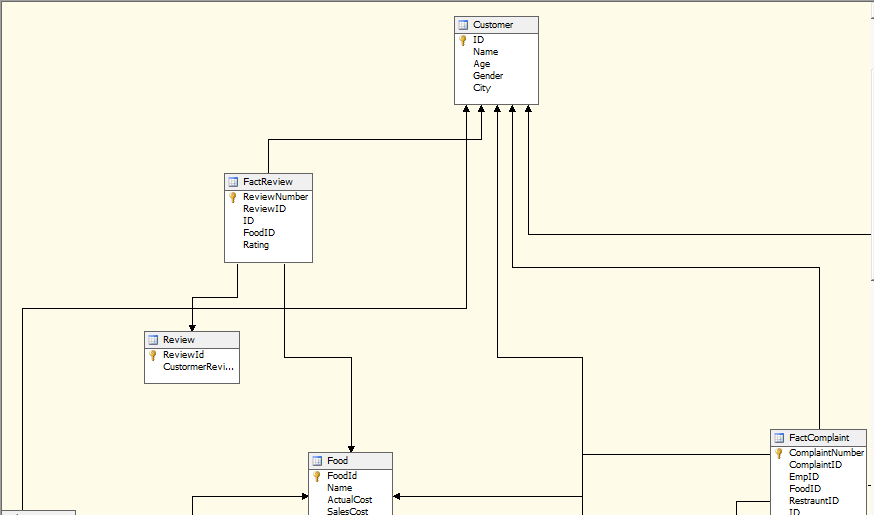 Customer
ID
Name
Age
Gender
City
FactReview
ReviewNumber
ReviewID
ID
FoodID
Rating
Review
ReviewId
CustormerRevi...
Food
FoodId
Name
ActualCost
SalesCost
FactComplaint
ComplaintNumber
ComplaintID
EmpID
FoodID
RestrauntID
ID